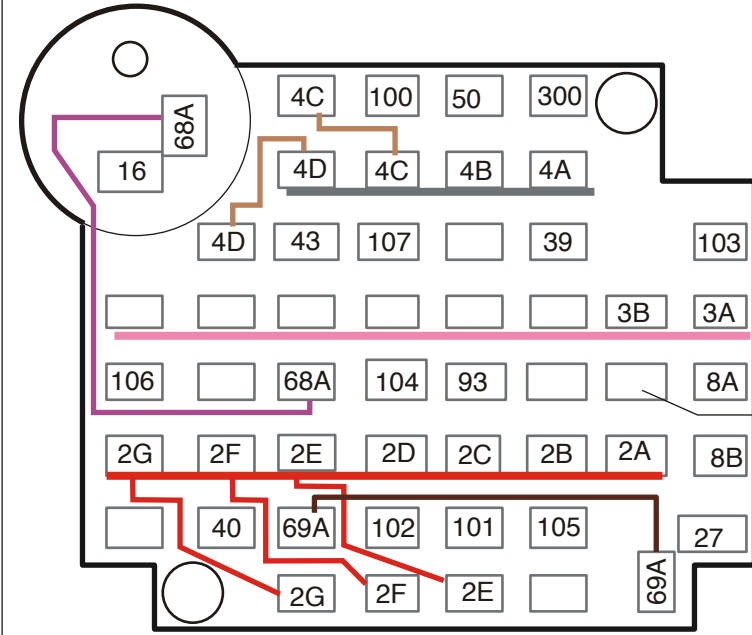 4C 100 50 300
68A
16 4D 4C 4B 4A
4D 43 107 39 103
3B 3A
106 68A 104 93 8A
2G 2F 2E 2D 2C 2B 2A 8B
40 69A 102 101 105 27
2G 2F 2E 69A